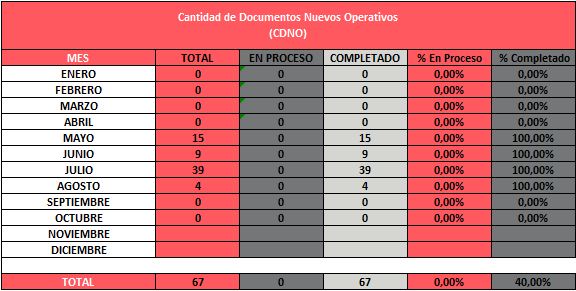 Cantidad de Documentos Nuevos Operativos
(CDNO)
MES TOTAL EN PROCESO COMPLETADO % En Proceso % Completado
ENERO 0 0 0 0,00% 0,00%
FEBRERO 0 0 0 0,00% 0,00%
MARZO 0 0 0 0,00% 0,00%
ABRIL 0 0 0 0,00% 0,00%
MAYO 15 0 15 0,00% 100,00%
JUNIO 9 0 9 0,00% 100,00%
JULIO 39 0 39 0,00% 100,00%
AGOSTO 4 0 4 0,00% 100,00%
SEPTIEMBRE 0 0 0 0,00% 0,00%
OCTUBRE 0 0 0 0,00% 0,00%
NOVIEMBRE
DICIEMBRE
TOTAL 67 0 67 0,00% 40,00%